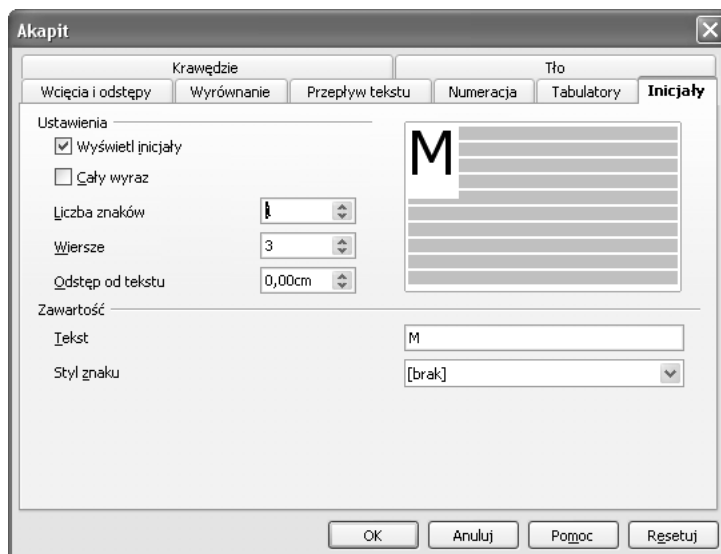 Akapit
Krawędzie Tło
Wcięcia i odstępy Wyrównanie Przepływ tekstu Numeracja Tabulatory Inicjały
Ustawienia
Wyświetl inicjały
Cały wyraz
Liczba znaków 1
Wiersze 3
Odstęp od tekstu 0,00cm
M
Zawartość
Tekst M
Styl znaku [brak]
OK Anuluj Pomoc Resetuj